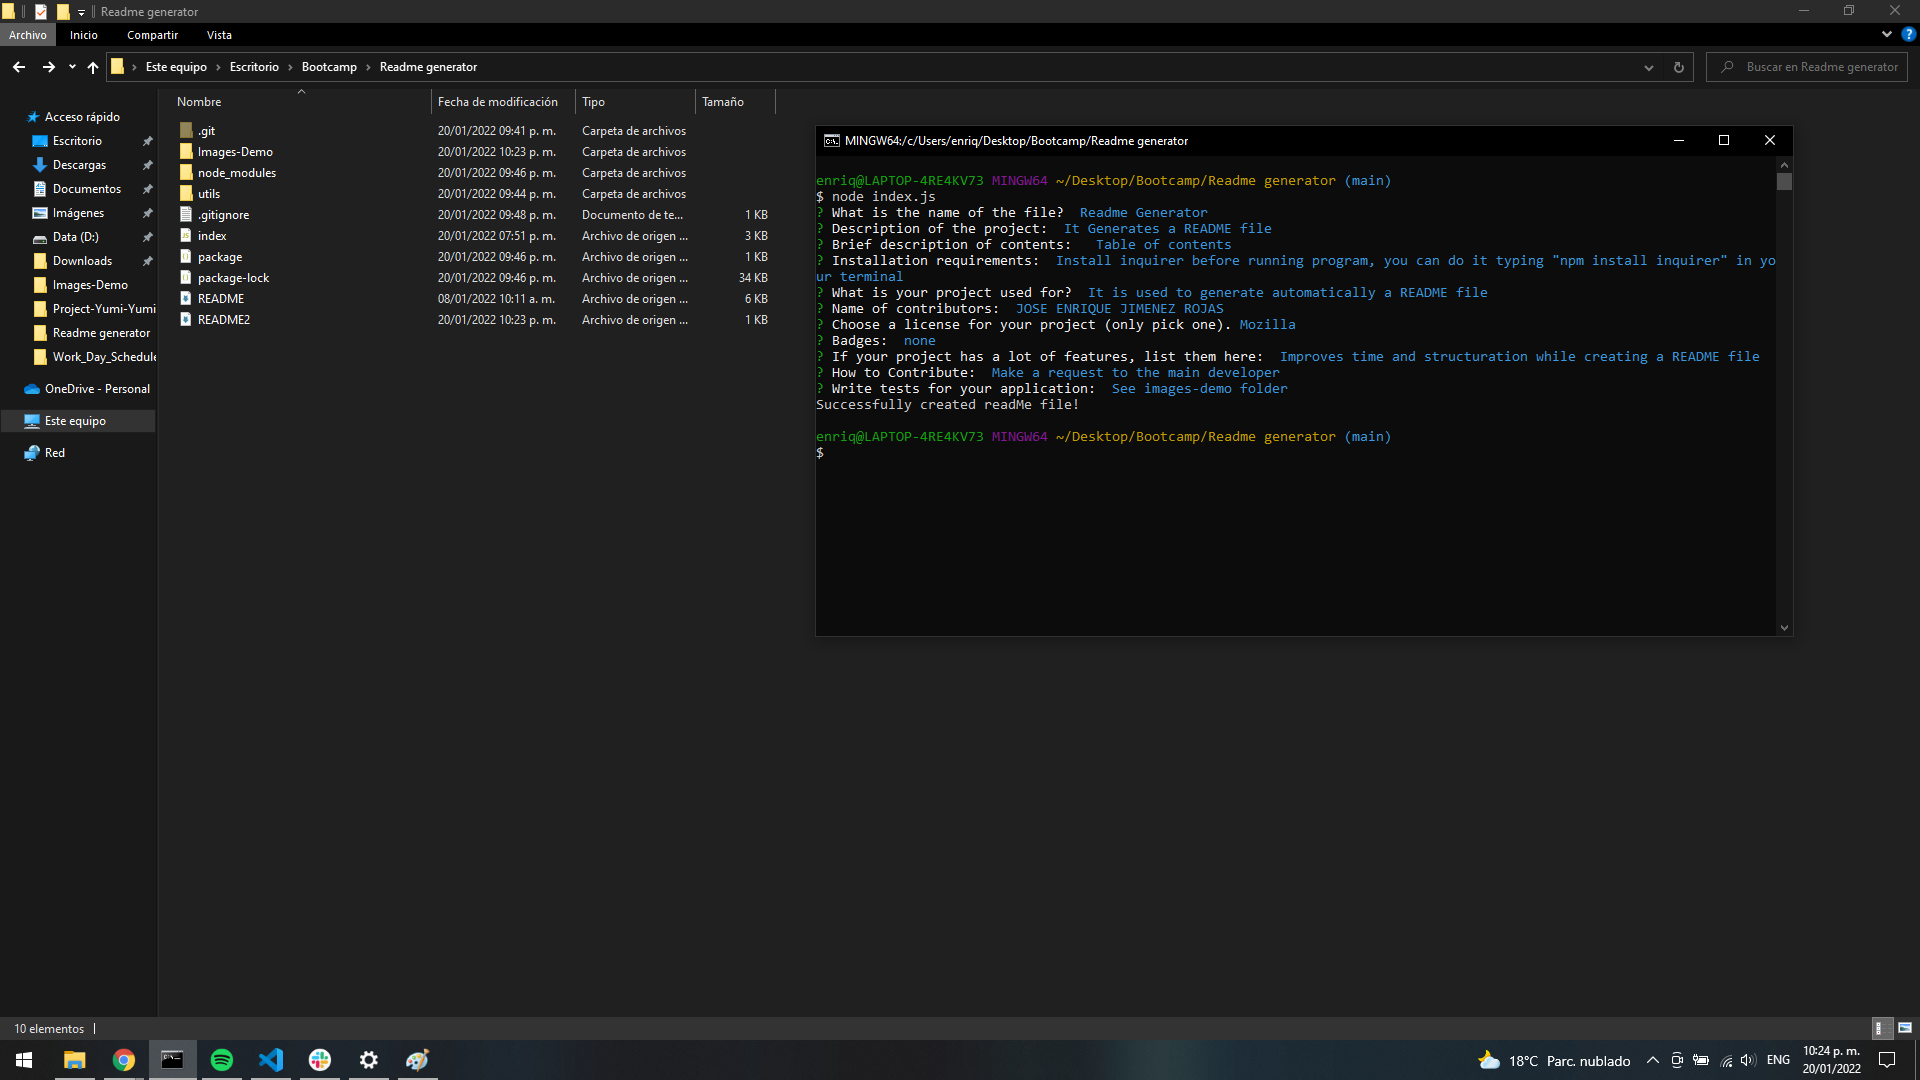 Readme generator
Archivo Inicio Compartir Vista
Este equipo > Escritorio > Bootcamp > Readme generator
Buscar en Readme generator
Acceso rápido
Escritorio
Descargas
Documentos
Imágenes
Data (D:)
Downloads
Images-Demo
Project-Yumi-Yumi
Readme generator
Work_Day_Schedule
OneDrive - Personal
Este equipo
Red
Nombre Fecha de modificación Tipo Tamaño
.git 20/01/2022 09:41 p. m. Carpeta de archivos
Images-Demo 20/01/2022 10:23 p. m. Carpeta de archivos
node_modules 20/01/2022 09:46 p. m. Carpeta de archivos
utils 20/01/2022 09:44 p. m. Carpeta de archivos
.gitignore 20/01/2022 09:48 p. m. Documento de te... 1 KB
index 20/01/2022 07:51 p. m. Archivo de origen ... 3 KB
package 20/01/2022 09:46 p. m. Archivo de origen ... 1 KB
package-lock 20/01/2022 09:46 p. m. Archivo de origen ... 34 KB
README 08/01/2022 10:11 a. m. Archivo de origen ... 6 KB
README2 20/01/2022 10:23 p. m. Archivo de origen ... 1 KB
MINGW64:/c/Users/enriq/Desktop/Bootcamp/Readme generator
enriq@LAPTOP-4RE4KV73 MINGW64 ~/Desktop/Bootcamp/Readme generator (main)
$ node index.js
? What is the name of the file?  Readme Generator
? Description of the project:  It Generates a README file
? Brief description of contents:   Table of contents
? Installation requirements:  Install inquirer before running program, you can do it typing "npm install inquirer" in yo
ur terminal
? What is your project used for?  It is used to generate automatically a README file
? Name of contributors:  JOSE ENRIQUE JIMENEZ ROJAS
? Choose a license for your project (only pick one). Mozilla
? Badges:  none
? If your project has a lot of features, list them here:  Improves time and structuration while creating a README file
? How to Contribute:  Make a request to the main developer
? Write tests for your application:  See images-demo folder
Successfully created readMe file!
enriq@LAPTOP-4RE4KV73 MINGW64 ~/Desktop/Bootcamp/Readme generator (main)
$
10 elementos
18°C Parc. nublado
ENG
10:24 p. m.
20/01/2022